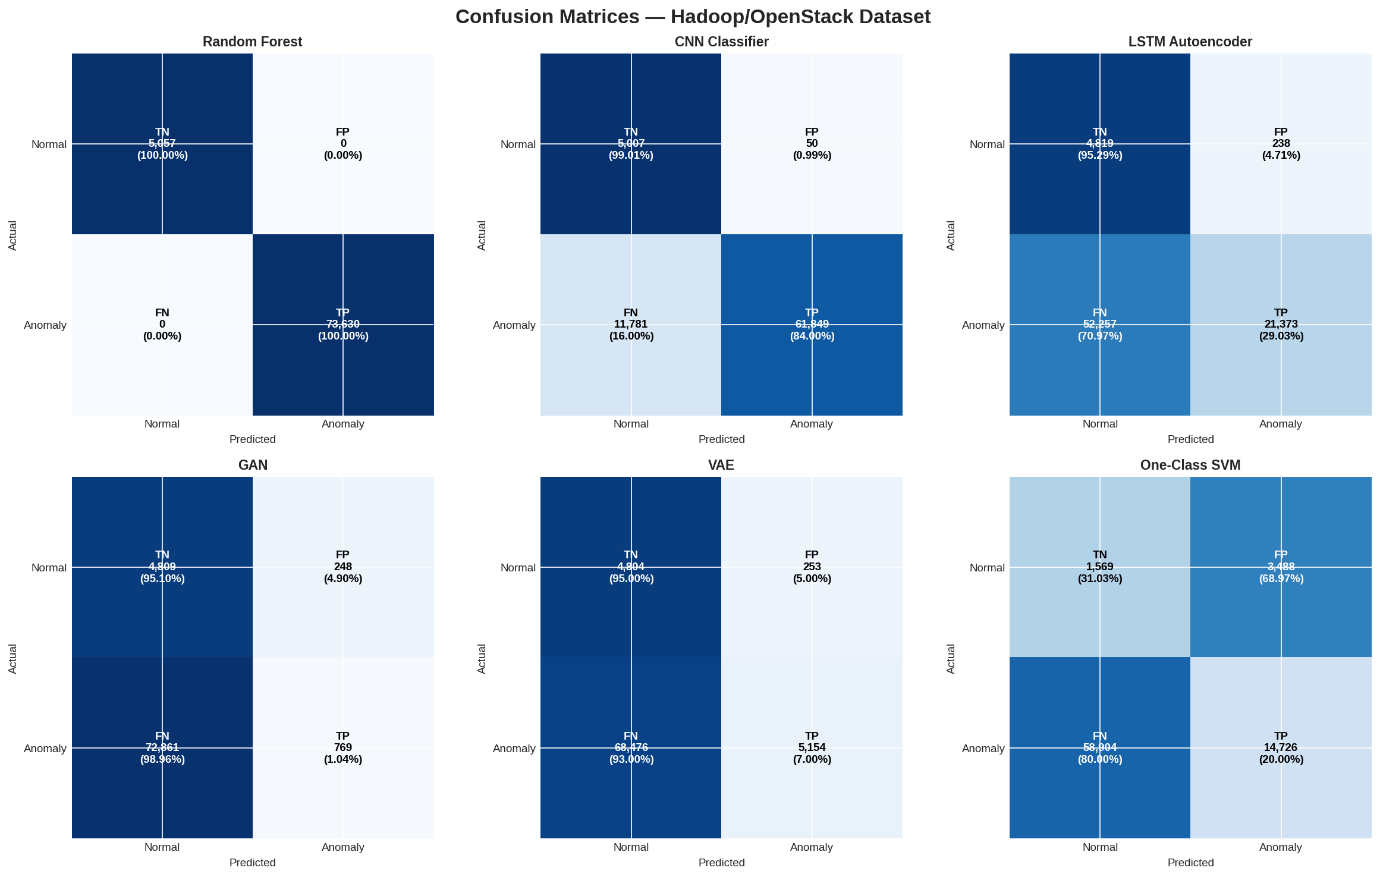 Confusion Matrices — Hadoop/OpenStack Dataset
Random Forest
Actual
Normal
Anomaly
TN
5,057
(100.00%)
FP
0
(0.00%)
FN
0
(0.00%)
TP
73,630
(100.00%)
Normal
Anomaly
Predicted
CNN Classifier
Actual
TN
5,007
(99.01%)
FP
50
(0.99%)
Normal
FN
11,781
(16.00%)
TP
61,849
(84.00%)
Anomaly
Normal
Anomaly
Predicted
LSTM Autoencoder
Actual
Normal
TN
4,819
(95.29%)
FP
238
(4.71%)
Anomaly
FN
52,257
(70.97%)
TP
21,373
(29.03%)
Normal
Anomaly
Predicted
GAN
Actual
Normal
TN
4,809
(95.10%)
FP
248
(4.90%)
Anomaly
FN
72,861
(98.96%)
TP
769
(1.04%)
Normal
Anomaly
Predicted
VAE
Actual
Normal
TN
4,804
(95.00%)
FP
253
(5.00%)
Anomaly
FN
68,476
(93.00%)
TP
5,154
(7.00%)
Normal
Anomaly
Predicted
One-Class SVM
Actual
Normal
TN
1,569
(31.03%)
FP
3,488
(68.97%)
Anomaly
FN
58,904
(80.00%)
TP
14,726
(20.00%)
Normal
Anomaly
Predicted